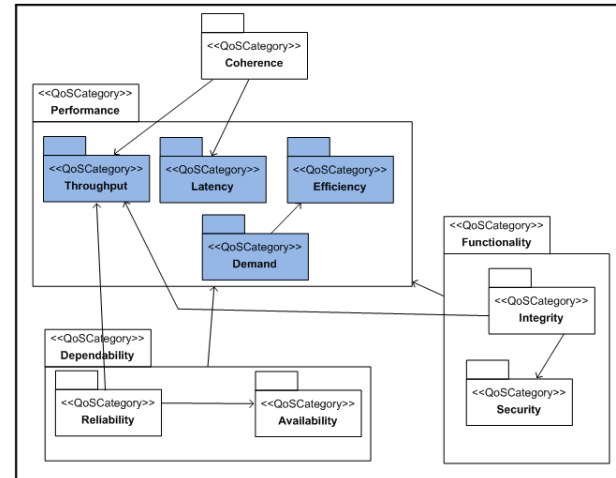 <<QoSCategory>>
Coherence
<<QoSCategory>>
Performance
<<QoSCategory>>
Throughput
<<QoSCategory>>
Latency
<<QoSCategory>>
Efficiency
<<QoSCategory>>
Demand
<<QoSCategory>>
Functionality
<<QoSCategory>>
Integrity
<<QoSCategory>>
Dependability
<<QoSCategory>>
Reliability
<<QoSCategory>>
Availability
<<QoSCategory>>
Security